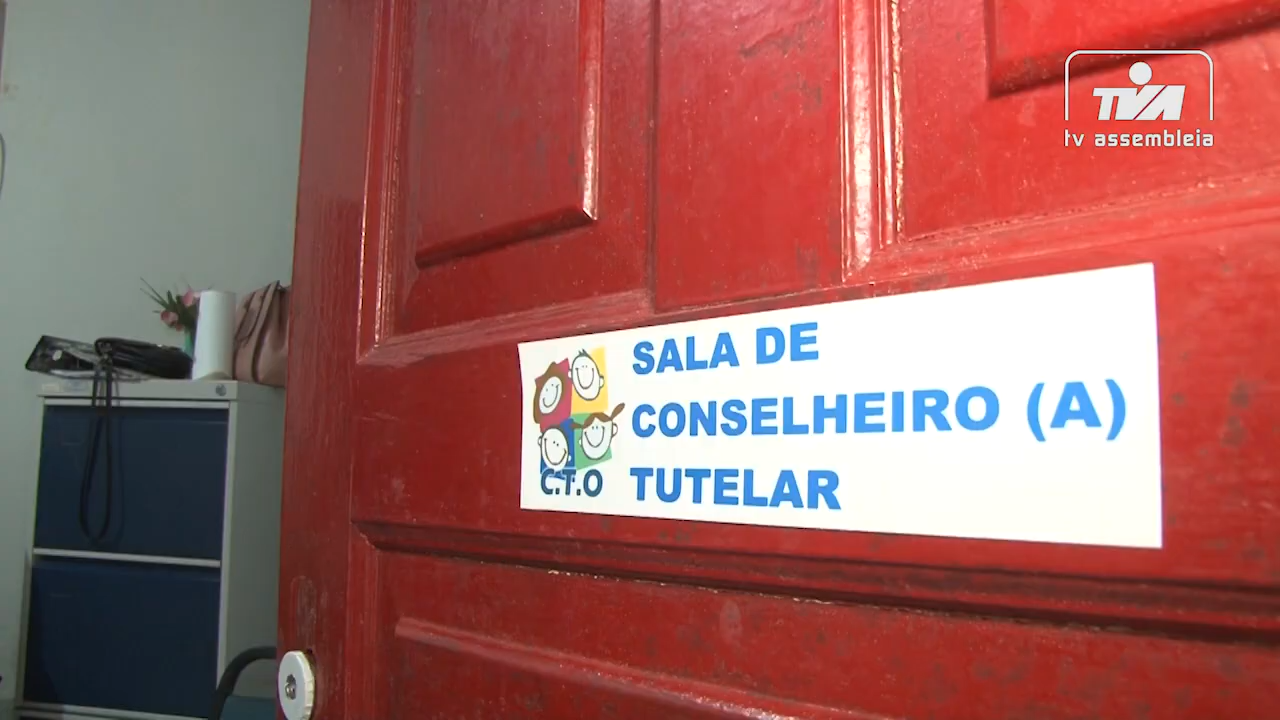 TVA
tv assembleia
SALA DE
CONSELHEIRO (A)
TUTELAR
C.T.O